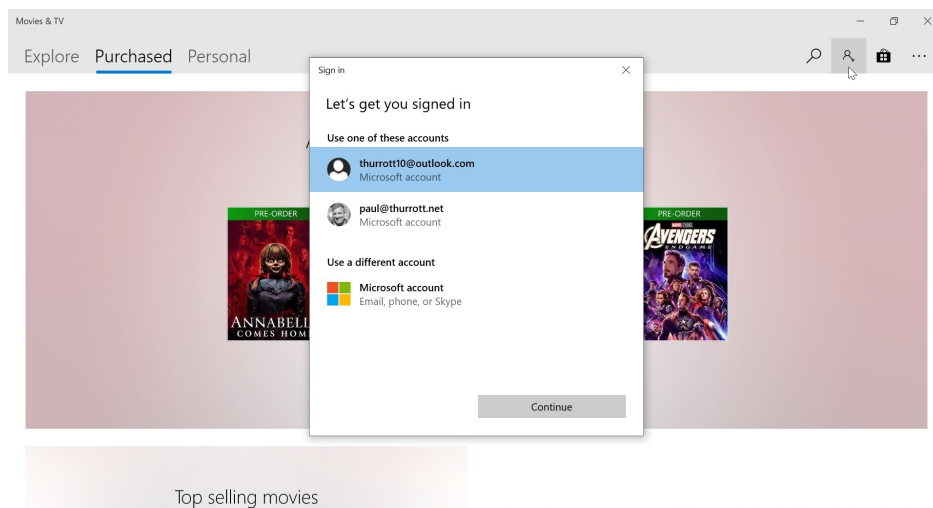 Movies & TV
Explore Purchased Personal
Sign in
Let's get you signed in
Use one of these accounts
thurrott10@outlook.com
Microsoft account
paul@thurrott.net
Microsoft account
Use a different account
Microsoft account
Email, phone, or Skype
Continue
PRE-ORDER
ANNABELL
COMES HOM
PRE-ORDER
AVENGERS
ENDGAME
Top selling movies